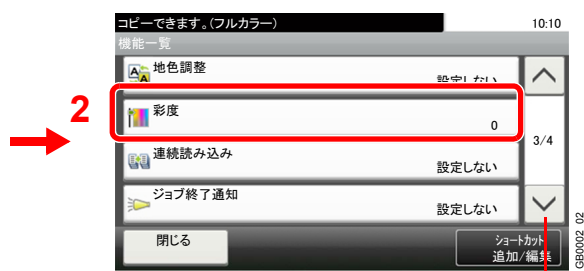 コピーできます。(フルカラー)
10:10
機能一覧
地色調整
設定しない
2
彩度
0
3/4
連続読み込み
設定しない
ジョブ終了通知
設定しない
閉じる
ショートカット
追加/編集
GB0002 02